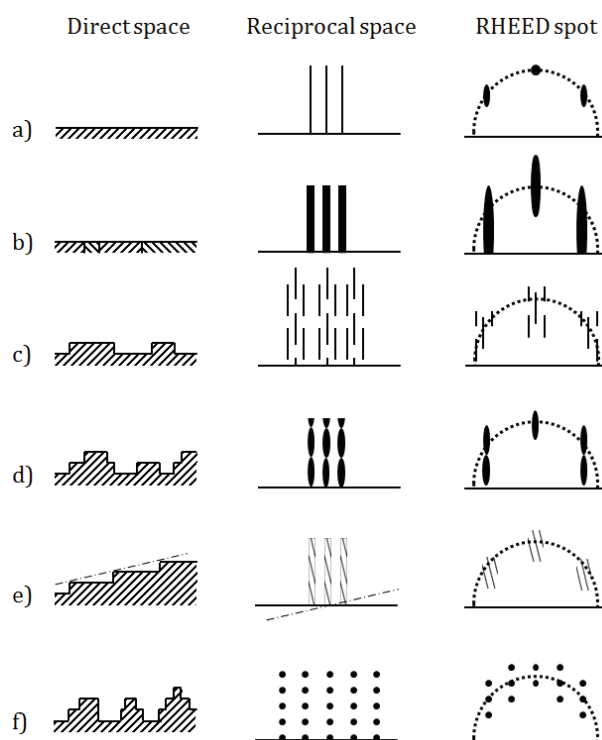 Direct space Reciprocal space RHEED spot
a)
b)
c)
d)
e)
f)